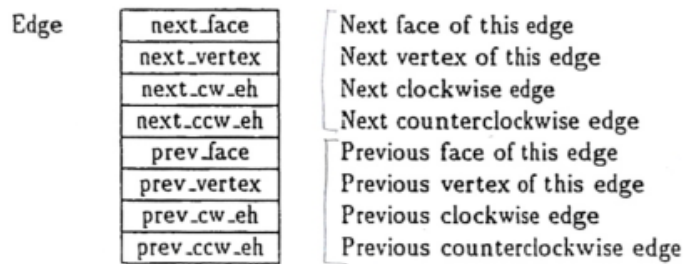 Edge next_face Next face of this edge
next_vertex Next vertex of this edge
next_cw_eh Next clockwise edge
next_ccw_eh Next counterclockwise edge
prev_face Previous face of this edge
prev_vertex Previous vertex of this edge
prev_cw_eh Previous clockwise edge
prev_ccw_eh Previous counterclockwise edge